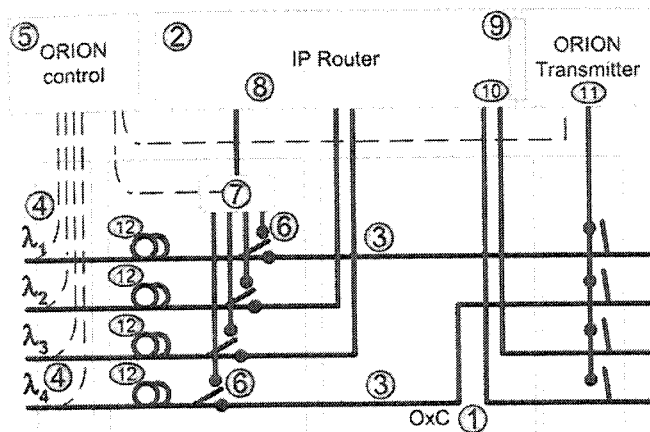 5 ORION control
2 IP Router
9 ORION Transmitter
8
10
11
7
4
12
6
3
λ1
12
λ2
12
λ3
4
12
6
3
λ4
OxC 1